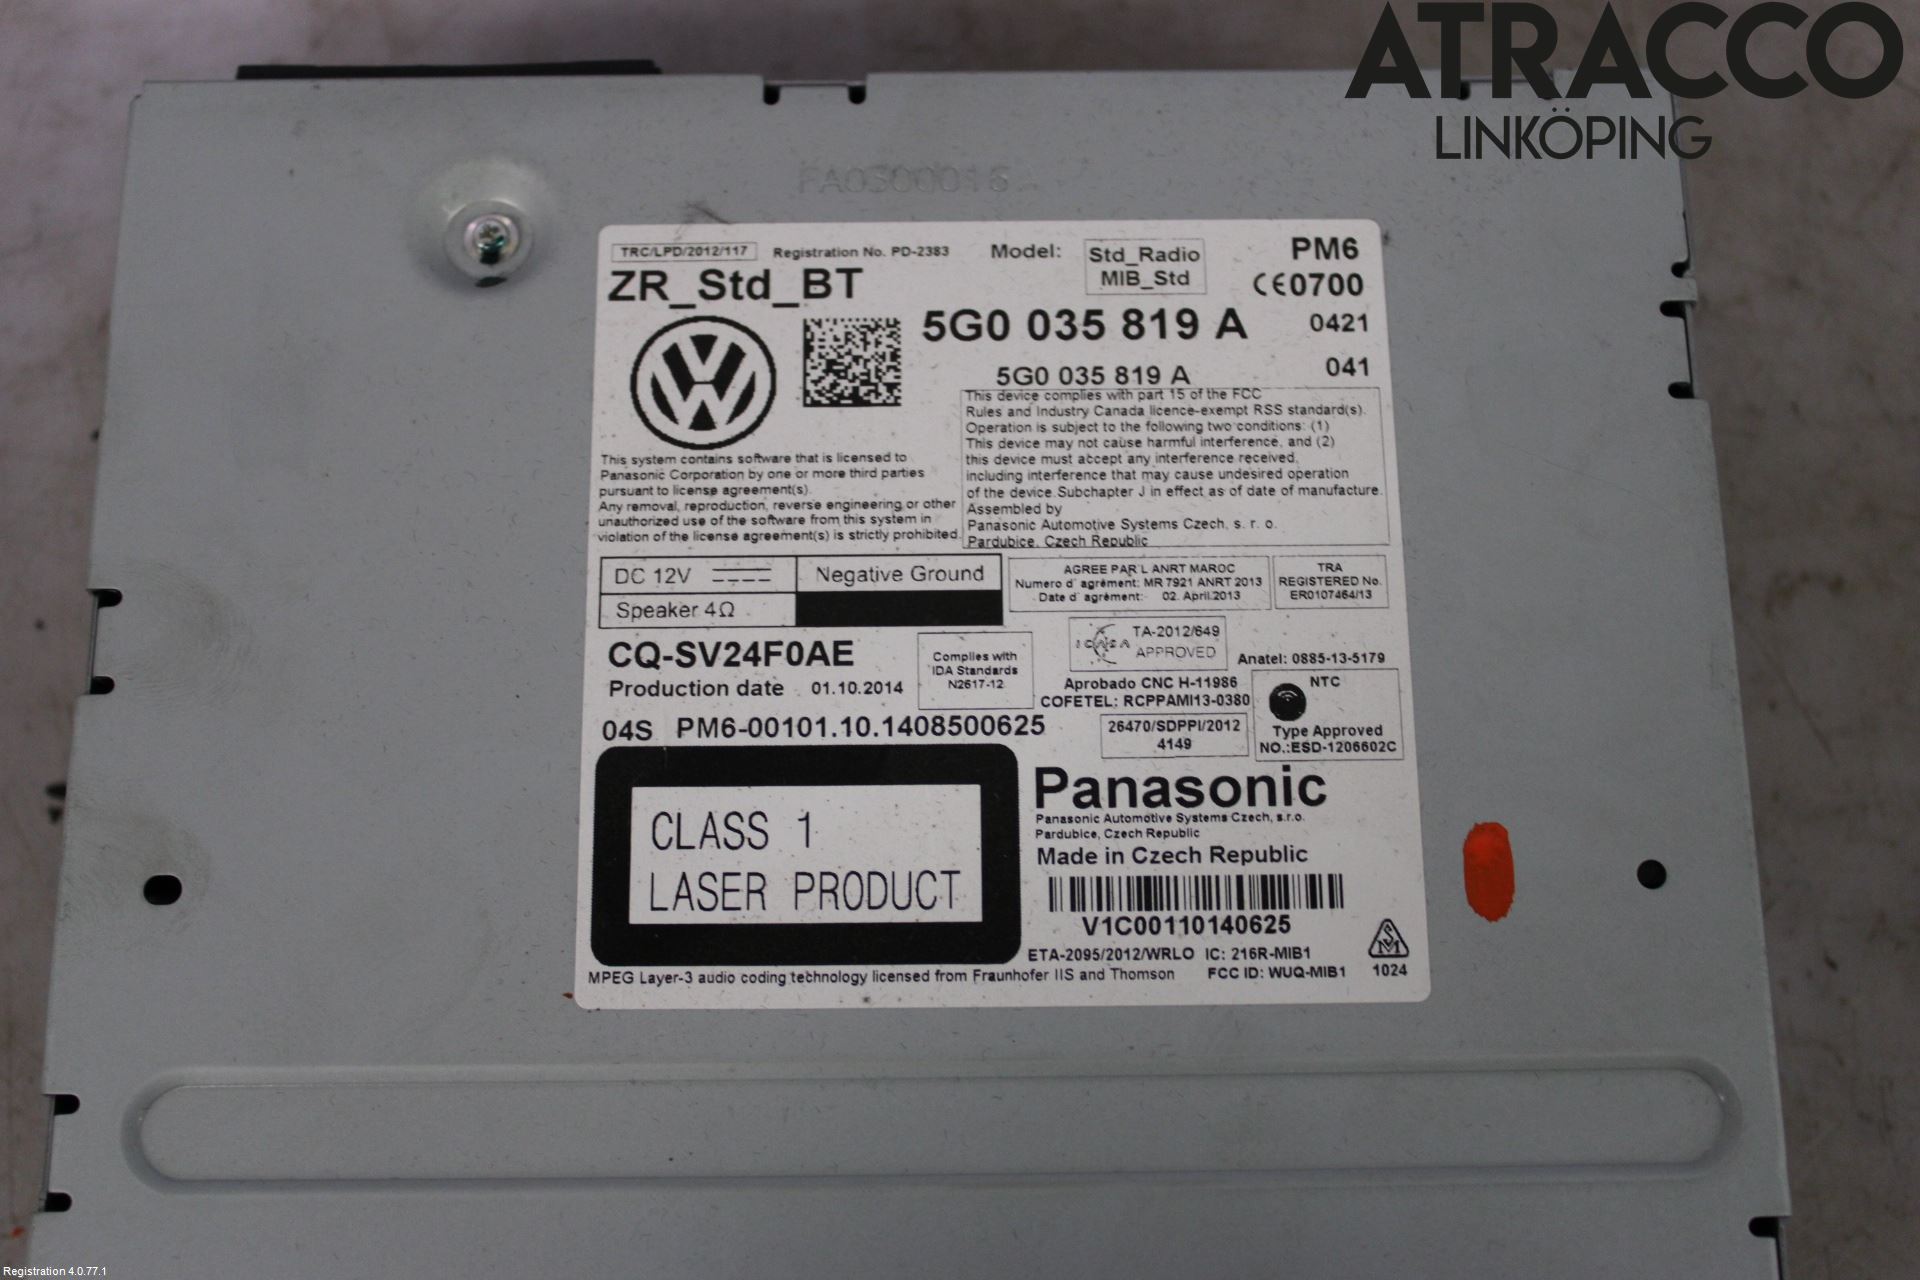 ATRACCO
LINKÖPING
FA0S00016
TRC/LPD/2012/117
Registration No. PD-2383
Model:
Std_Radio
MIB_Std
PM6
CE0700
ZR_Std_BT
5G0 035 819 A
0421
5G0 035 819 A
041
This device complies with part 15 of the FCC
Rules and Industry Canada licence-exempt RSS standard(s).
Operation is subject to the following two conditions: (1)
This device may not cause harmful interference, and (2)
this device must accept any interference received,
including interference that may cause undesired operation
of the device.Subchapter J in effect as of date of manufacture.
Assembled by
Panasonic Automotive Systems Czech, s. r. o.
Pardubice, Czech Republic
This system contains software that is licensed to
Panasonic Corporation by one or more third parties
pursuant to license agreement(s).
Any removal, reproduction, reverse engineering or other
unauthorized use of the software from this system in
violation of the license agreement(s) is strictly prohibited.
DC 12V
Negative Ground
Speaker 4Ω
AGREE PAR L ANRT MAROC
Numero d' agrément: MR 7921 ANRT 2013
Date d' agrément: 02. April.2013
TRA
REGISTERED No.
ER0107464/13
CQ-SV24F0AE
Production date 01.10.2014
Complies with
IDA Standards
N2617-12
ICASA
TA-2012/649
APPROVED
Anatel: 0885-13-5179
Aprobado CNC H-11986
COFETEL: RCPPAMI13-0380
NTC
Type Approved
NO.:ESD-1206602C
04S PM6-00101.10.1408500625
26470/SDPPI/2012
4149
CLASS 1
LASER PRODUCT
Panasonic
Panasonic Automotive Systems Czech, s.r.o.
Pardubice, Czech Republic
Made in Czech Republic
V1C00110140625
ETA-2095/2012/WRLO IC: 216R-MIB1
MPEG Layer-3 audio coding technology licensed from Fraunhofer IIS and Thomson
FCC ID: WUQ-MIB1
1024
Registration 4.0.77.1